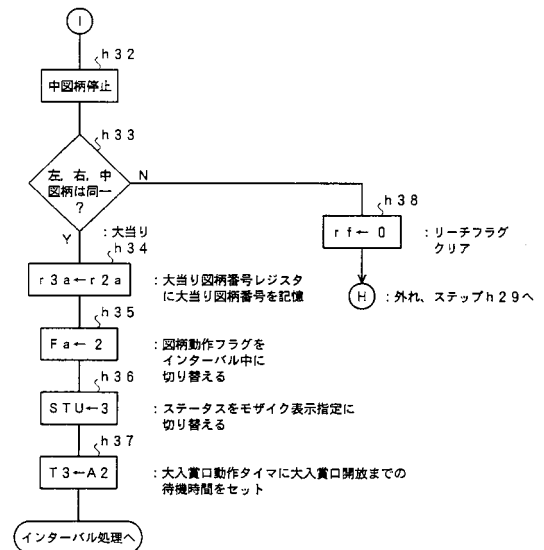 I
h32
中図柄停止
h33
左, 右, 中
図柄は同一
?
N
Y
:大当り
h38
rf←0
:リーチフラグ
クリア
H
:外れ、ステップh29へ
h34
r3a←r2a
:大当り図柄番号レジスタ
に大当り図柄番号を記憶
h35
Fa←2
:図柄動作フラグを
インターバル中に
切り替える
h36
STU←3
:ステータスをモザイク表示指定に
切り替える
h37
T3←A2
:大入賞口動作タイマに大入賞口開放までの
待機時間をセット
インターバル処理へ